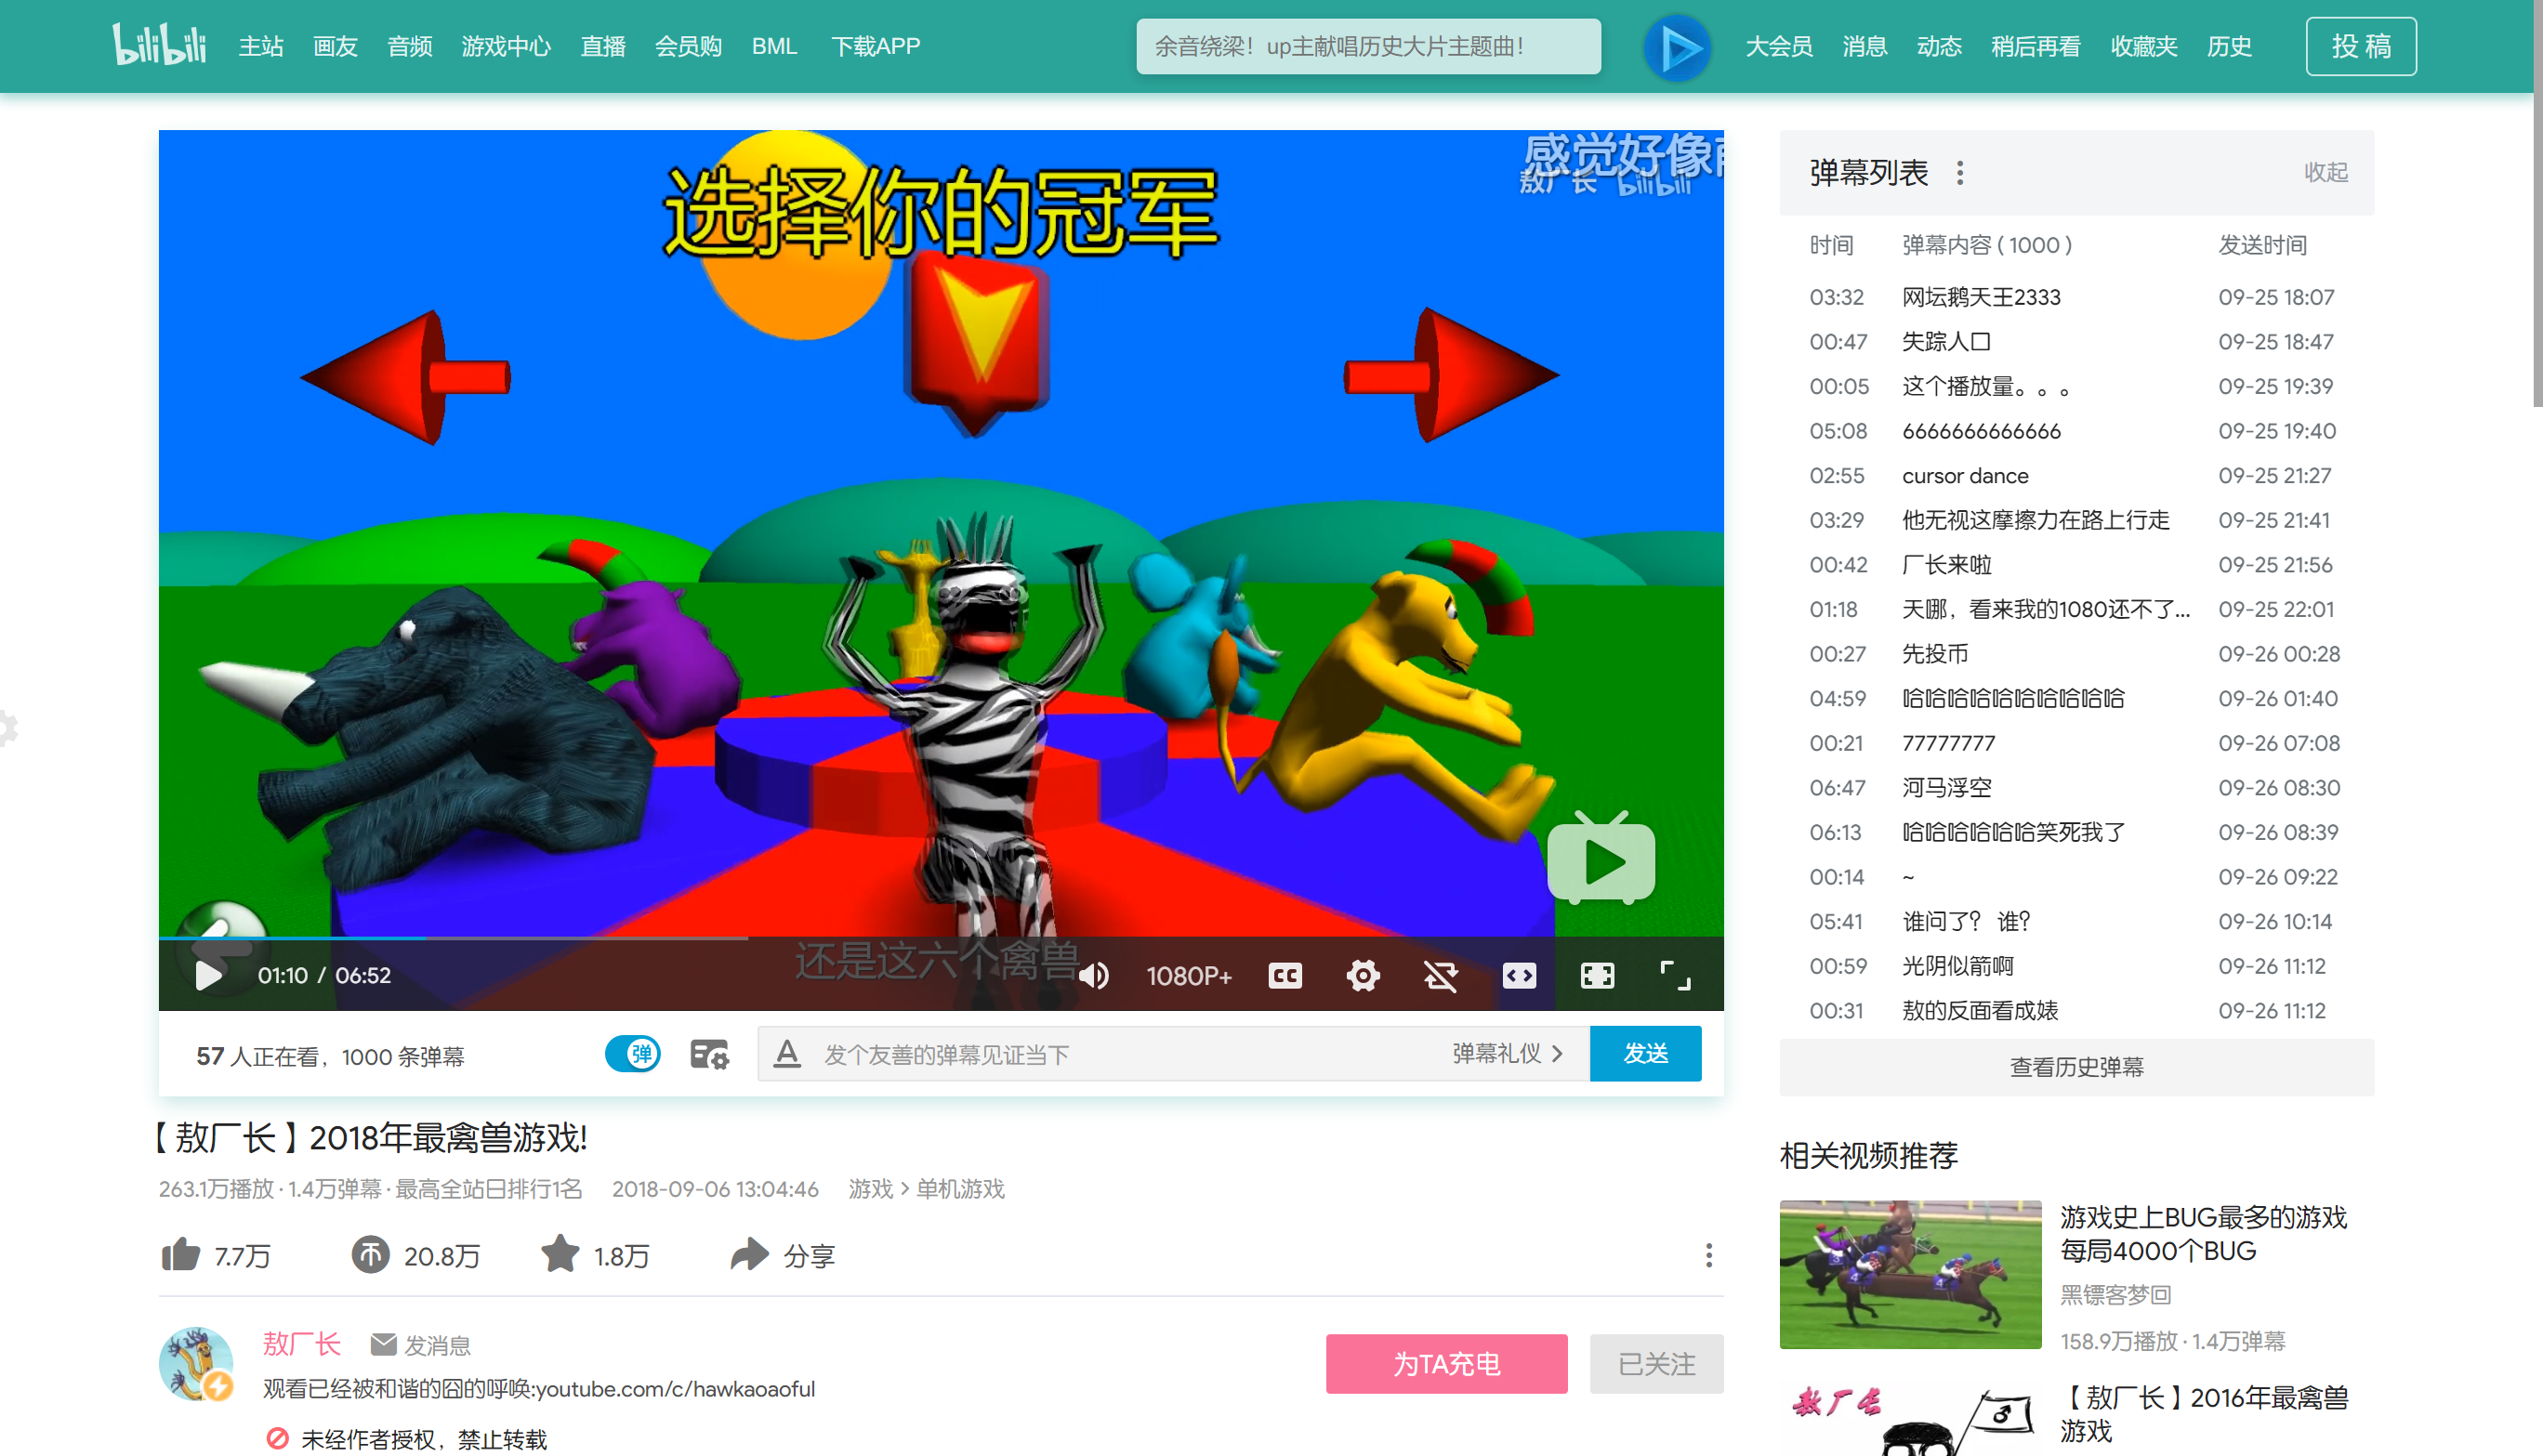 bilibili 主站 画友 音频 游戏中心 直播 会员购 BML 下载APP
余音绕梁！up主献唱历史大片主题曲！
大会员 消息 动态 稍后再看 收藏夹 历史 投稿
感觉好像
敖厂长 bilibili
选择你的冠军
还是这六个禽兽
01:10 / 06:52
1080P+
CC
57 人正在看，1000 条弹幕
弹
发个友善的弹幕见证当下
弹幕礼仪
发送
【敖厂长】2018年最禽兽游戏!
263.1万播放 · 1.4万弹幕 · 最高全站日排行1名 2018-09-06 13:04:46 游戏 > 单机游戏
7.7万 20.8万 1.8万 分享
敖厂长 发消息
观看已经被和谐的囧的呼唤:youtube.com/c/hawkaoaoful
为TA充电
已关注
未经作者授权，禁止转载
弹幕列表
收起
时间 弹幕内容 ( 1000 ) 发送时间
03:32 网坛鹅天王2333 09-25 18:07
00:47 失踪人口 09-25 18:47
00:05 这个播放量。。。 09-25 19:39
05:08 6666666666666 09-25 19:40
02:55 cursor dance 09-25 21:27
03:29 他无视这摩擦力在路上行走 09-25 21:41
00:42 厂长来啦 09-25 21:56
01:18 天哪，看来我的1080还不了... 09-25 22:01
00:27 先投币 09-26 00:28
04:59 哈哈哈哈哈哈哈哈哈哈 09-26 01:40
00:21 77777777 09-26 07:08
06:47 河马浮空 09-26 08:30
06:13 哈哈哈哈哈哈笑死我了 09-26 08:39
00:14 ~ 09-26 09:22
05:41 谁问了？ 谁？ 09-26 10:14
00:59 光阴似箭啊 09-26 11:12
00:31 敖的反面看成婊 09-26 11:12
查看历史弹幕
相关视频推荐
游戏史上BUG最多的游戏
每局4000个BUG
黑镖客梦回
158.9万播放 · 1.4万弹幕
敖厂长
【敖厂长】2016年最禽兽
游戏